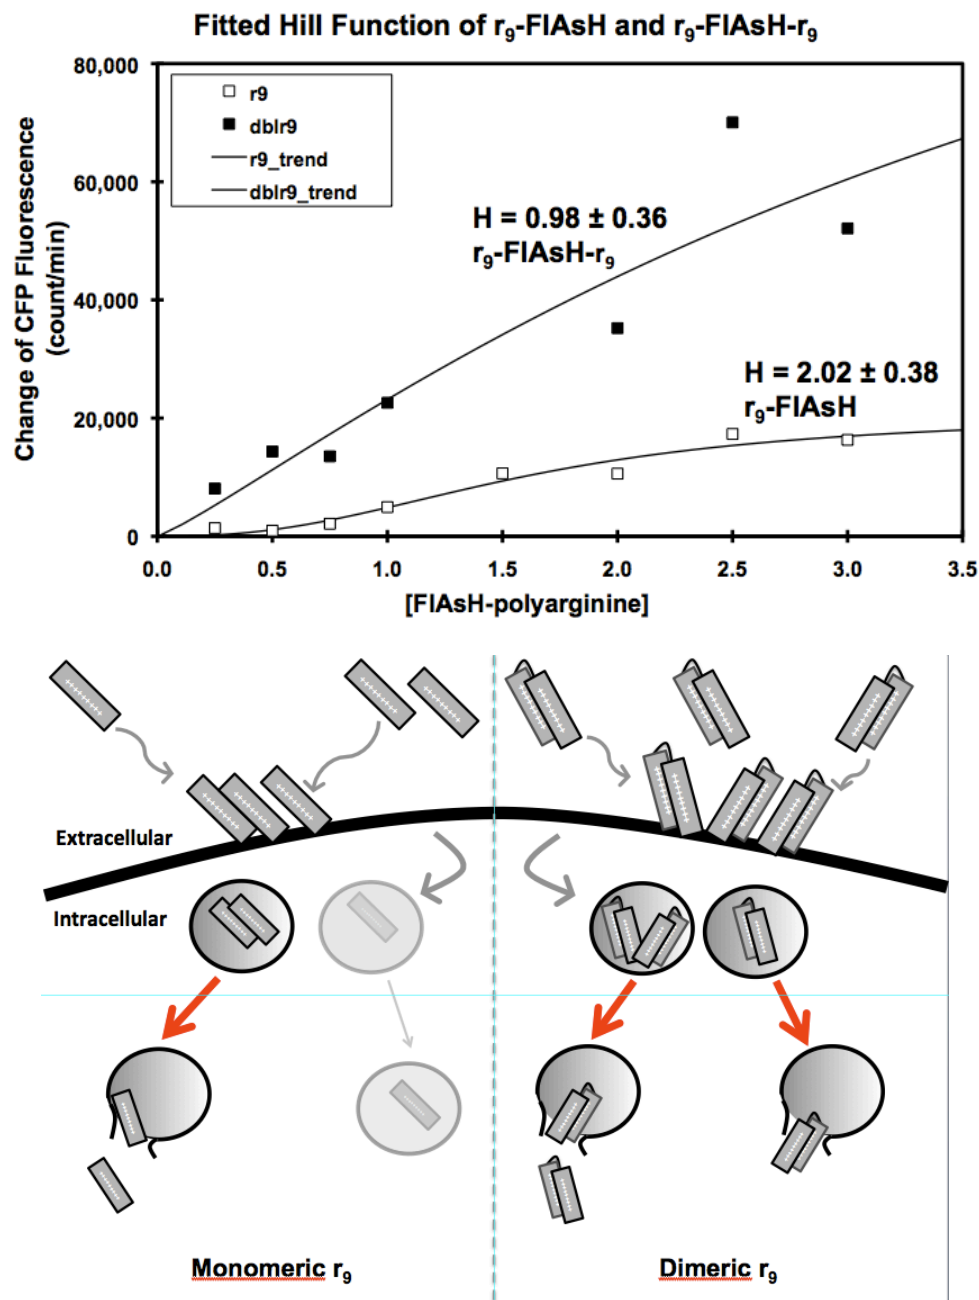 Fitted Hill Function of r₉-FlAsH and r₉-FlAsH-r₉
80,000
60,000
40,000
20,000
0
Change of CFP Fluorescence
(count/min)
r9
dblr9
r9_trend
dblr9_trend
H = 0.98 ± 0.36
r₉-FlAsH-r₉
H = 2.02 ± 0.38
r₉-FlAsH
0.0 0.5 1.0 1.5 2.0 2.5 3.0 3.5
[FlAsH-polyarginine]
Extracellular
Intracellular
Monomeric r₉
Dimeric r₉